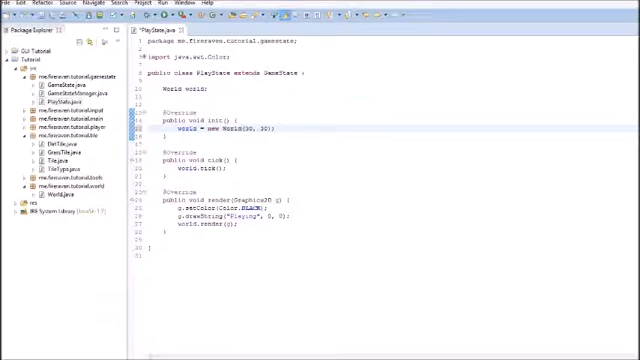 File Edit Refactor Source Navigate Search Project Run Window Help
Package Explorer
*PlayState.java
GUI Tutorial
Tutorial
src
me.fireraven.tutorial.gamestate
GameState.java
GameStateManager.java
PlayState.java
me.fireraven.tutorial.input
me.fireraven.tutorial.main
me.fireraven.tutorial.player
me.fireraven.tutorial.tile
DirtTile.java
GrassTile.java
Tile.java
TileType.java
me.fireraven.tutorial.tools
me.fireraven.tutorial.world
World.java
res
JRE System Library
package me.fireraven.tutorial.gamestate;
import java.awt.Color;
public class PlayState extends GameState {
World world;
@Override
public void init() {
world = new World(30, 30);
}
@Override
public void tick() {
world.tick();
}
@Override
public void render(Graphics2D g) {
g.setColor(Color.BLACK);
g.drawString("Playing", 0, 0);
world.render(g);
}
}